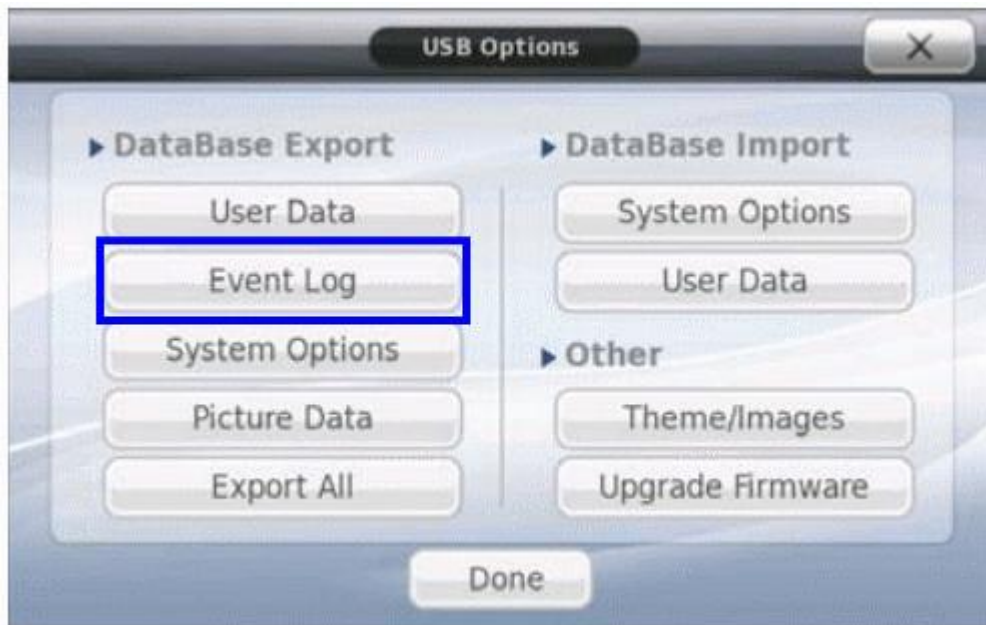 USB Options
X
DataBase Export
User Data
Event Log
System Options
Picture Data
Export All
DataBase Import
System Options
User Data
Other
Theme/Images
Upgrade Firmware
Done